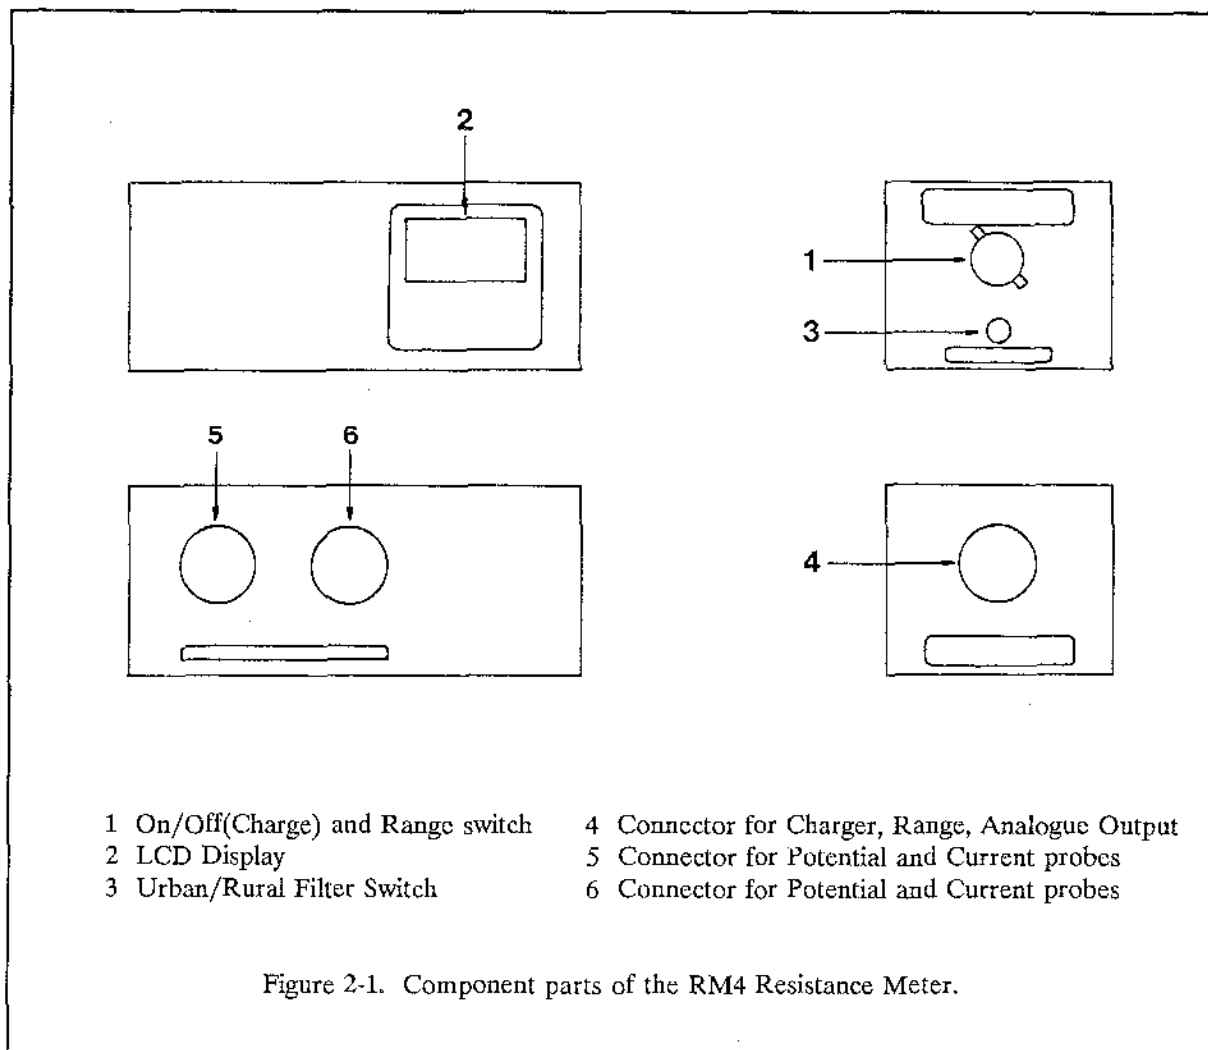 2
1
3
5
6
4
1 On/Off(Charge) and Range switch
2 LCD Display
3 Urban/Rural Filter Switch
4 Connector for Charger, Range, Analogue Output
5 Connector for Potential and Current probes
6 Connector for Potential and Current probes
Figure 2-1. Component parts of the RM4 Resistance Meter.